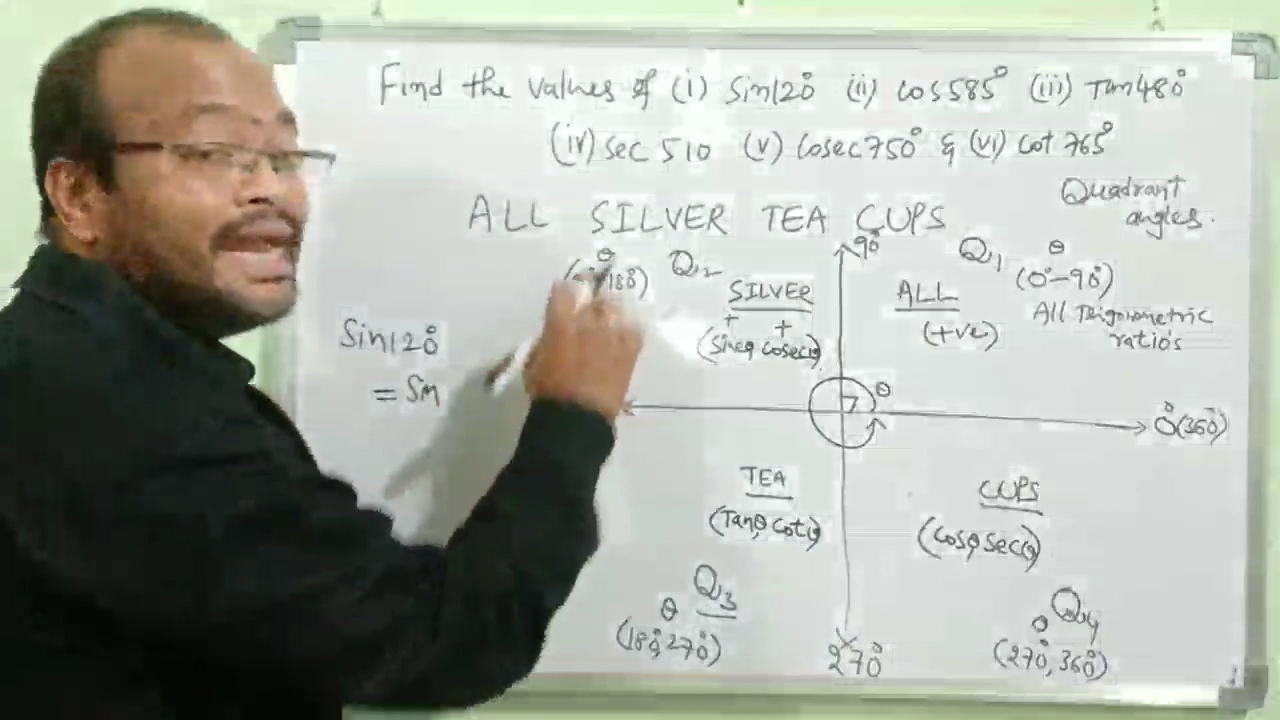 Find the values of (i) Sin120° (ii) Cos585° (iii) Tan480°
(iv) Sec 510 (v) Cosec750° & (vi) Cot 765°
Quadrant
angles.
ALL SILVER TEA CUPS
90°
Q2
180°)
SILVER
+ +
(sinθ, cosecθ)
Q1 θ
(0°-90°)
ALL
(+ve)
All Trigonometric
ratio's
Sin120°
= Sin
θ
0°(360°)
TEA
(Tanθ, Cotθ)
CUPS
(Cosθ, Secθ)
θ Q3
(180°, 270°)
270°
θ Q4
(270°, 360°)